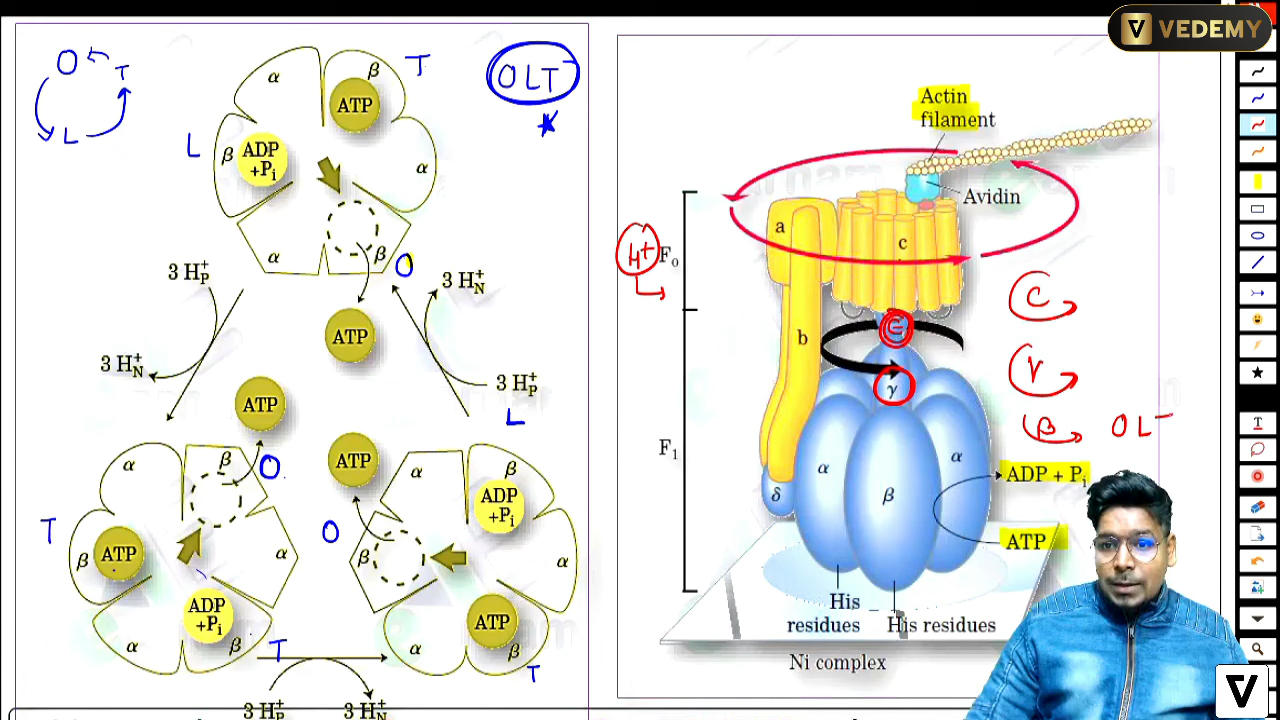 VEDEMY
O T
L
α
β
T
ATP
OLT
L
β
ADP
+Pi
α
α
β
O
3 H⁺P
3 H⁺N
ATP
3 H⁺N
3 H⁺P
ATP
L
α
β
O
ATP
α
β
T
β
ATP
α
O
β
ADP
+Pi
α
ADP
+Pi
α
β
T
ATP
α
β
T
3 H⁺P
3 H⁺N
Actin
filament
Avidin
a
c
H+
Fo
C
b
C
γ
γ
β OL
F1
α
β
α
δ
ADP + Pi
ATP
His
residues
His residues
Ni complex
T
V